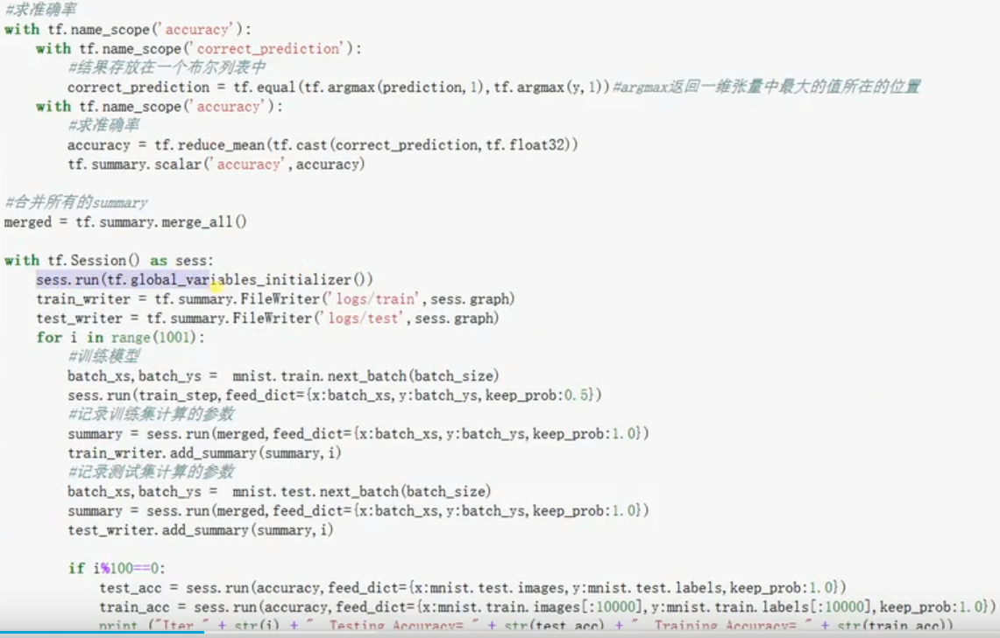 #求准确率
with tf.name_scope('accuracy'):
    with tf.name_scope('correct_prediction'):
        #结果存放在一个布尔列表中
        correct_prediction = tf.equal(tf.argmax(prediction,1),tf.argmax(y,1))#argmax返回一维张量中最大的值所在的位置
    with tf.name_scope('accuracy'):
        #求准确率
        accuracy = tf.reduce_mean(tf.cast(correct_prediction,tf.float32))
        tf.summary.scalar('accuracy',accuracy)
#合并所有的summary
merged = tf.summary.merge_all()
with tf.Session() as sess:
    sess.run(tf.global_variables_initializer())
    train_writer = tf.summary.FileWriter('logs/train',sess.graph)
    test_writer = tf.summary.FileWriter('logs/test',sess.graph)
    for i in range(1001):
        #训练模型
        batch_xs,batch_ys =  mnist.train.next_batch(batch_size)
        sess.run(train_step,feed_dict={x:batch_xs,y:batch_ys,keep_prob:0.5})
        #记录训练集计算的参数
        summary = sess.run(merged,feed_dict={x:batch_xs,y:batch_ys,keep_prob:1.0})
        train_writer.add_summary(summary,i)
        #记录测试集计算的参数
        batch_xs,batch_ys =  mnist.test.next_batch(batch_size)
        summary = sess.run(merged,feed_dict={x:batch_xs,y:batch_ys,keep_prob:1.0})
        test_writer.add_summary(summary,i)
        if i%100==0:
            test_acc = sess.run(accuracy,feed_dict={x:mnist.test.images,y:mnist.test.labels,keep_prob:1.0})
            train_acc = sess.run(accuracy,feed_dict={x:mnist.train.images[:10000],y:mnist.train.labels[:10000],keep_prob:1.0})
            print ("Iter " + str(i) + ", Testing Accuracy= " + str(test_acc) + ", Training Accuracy= " + str(train_acc))